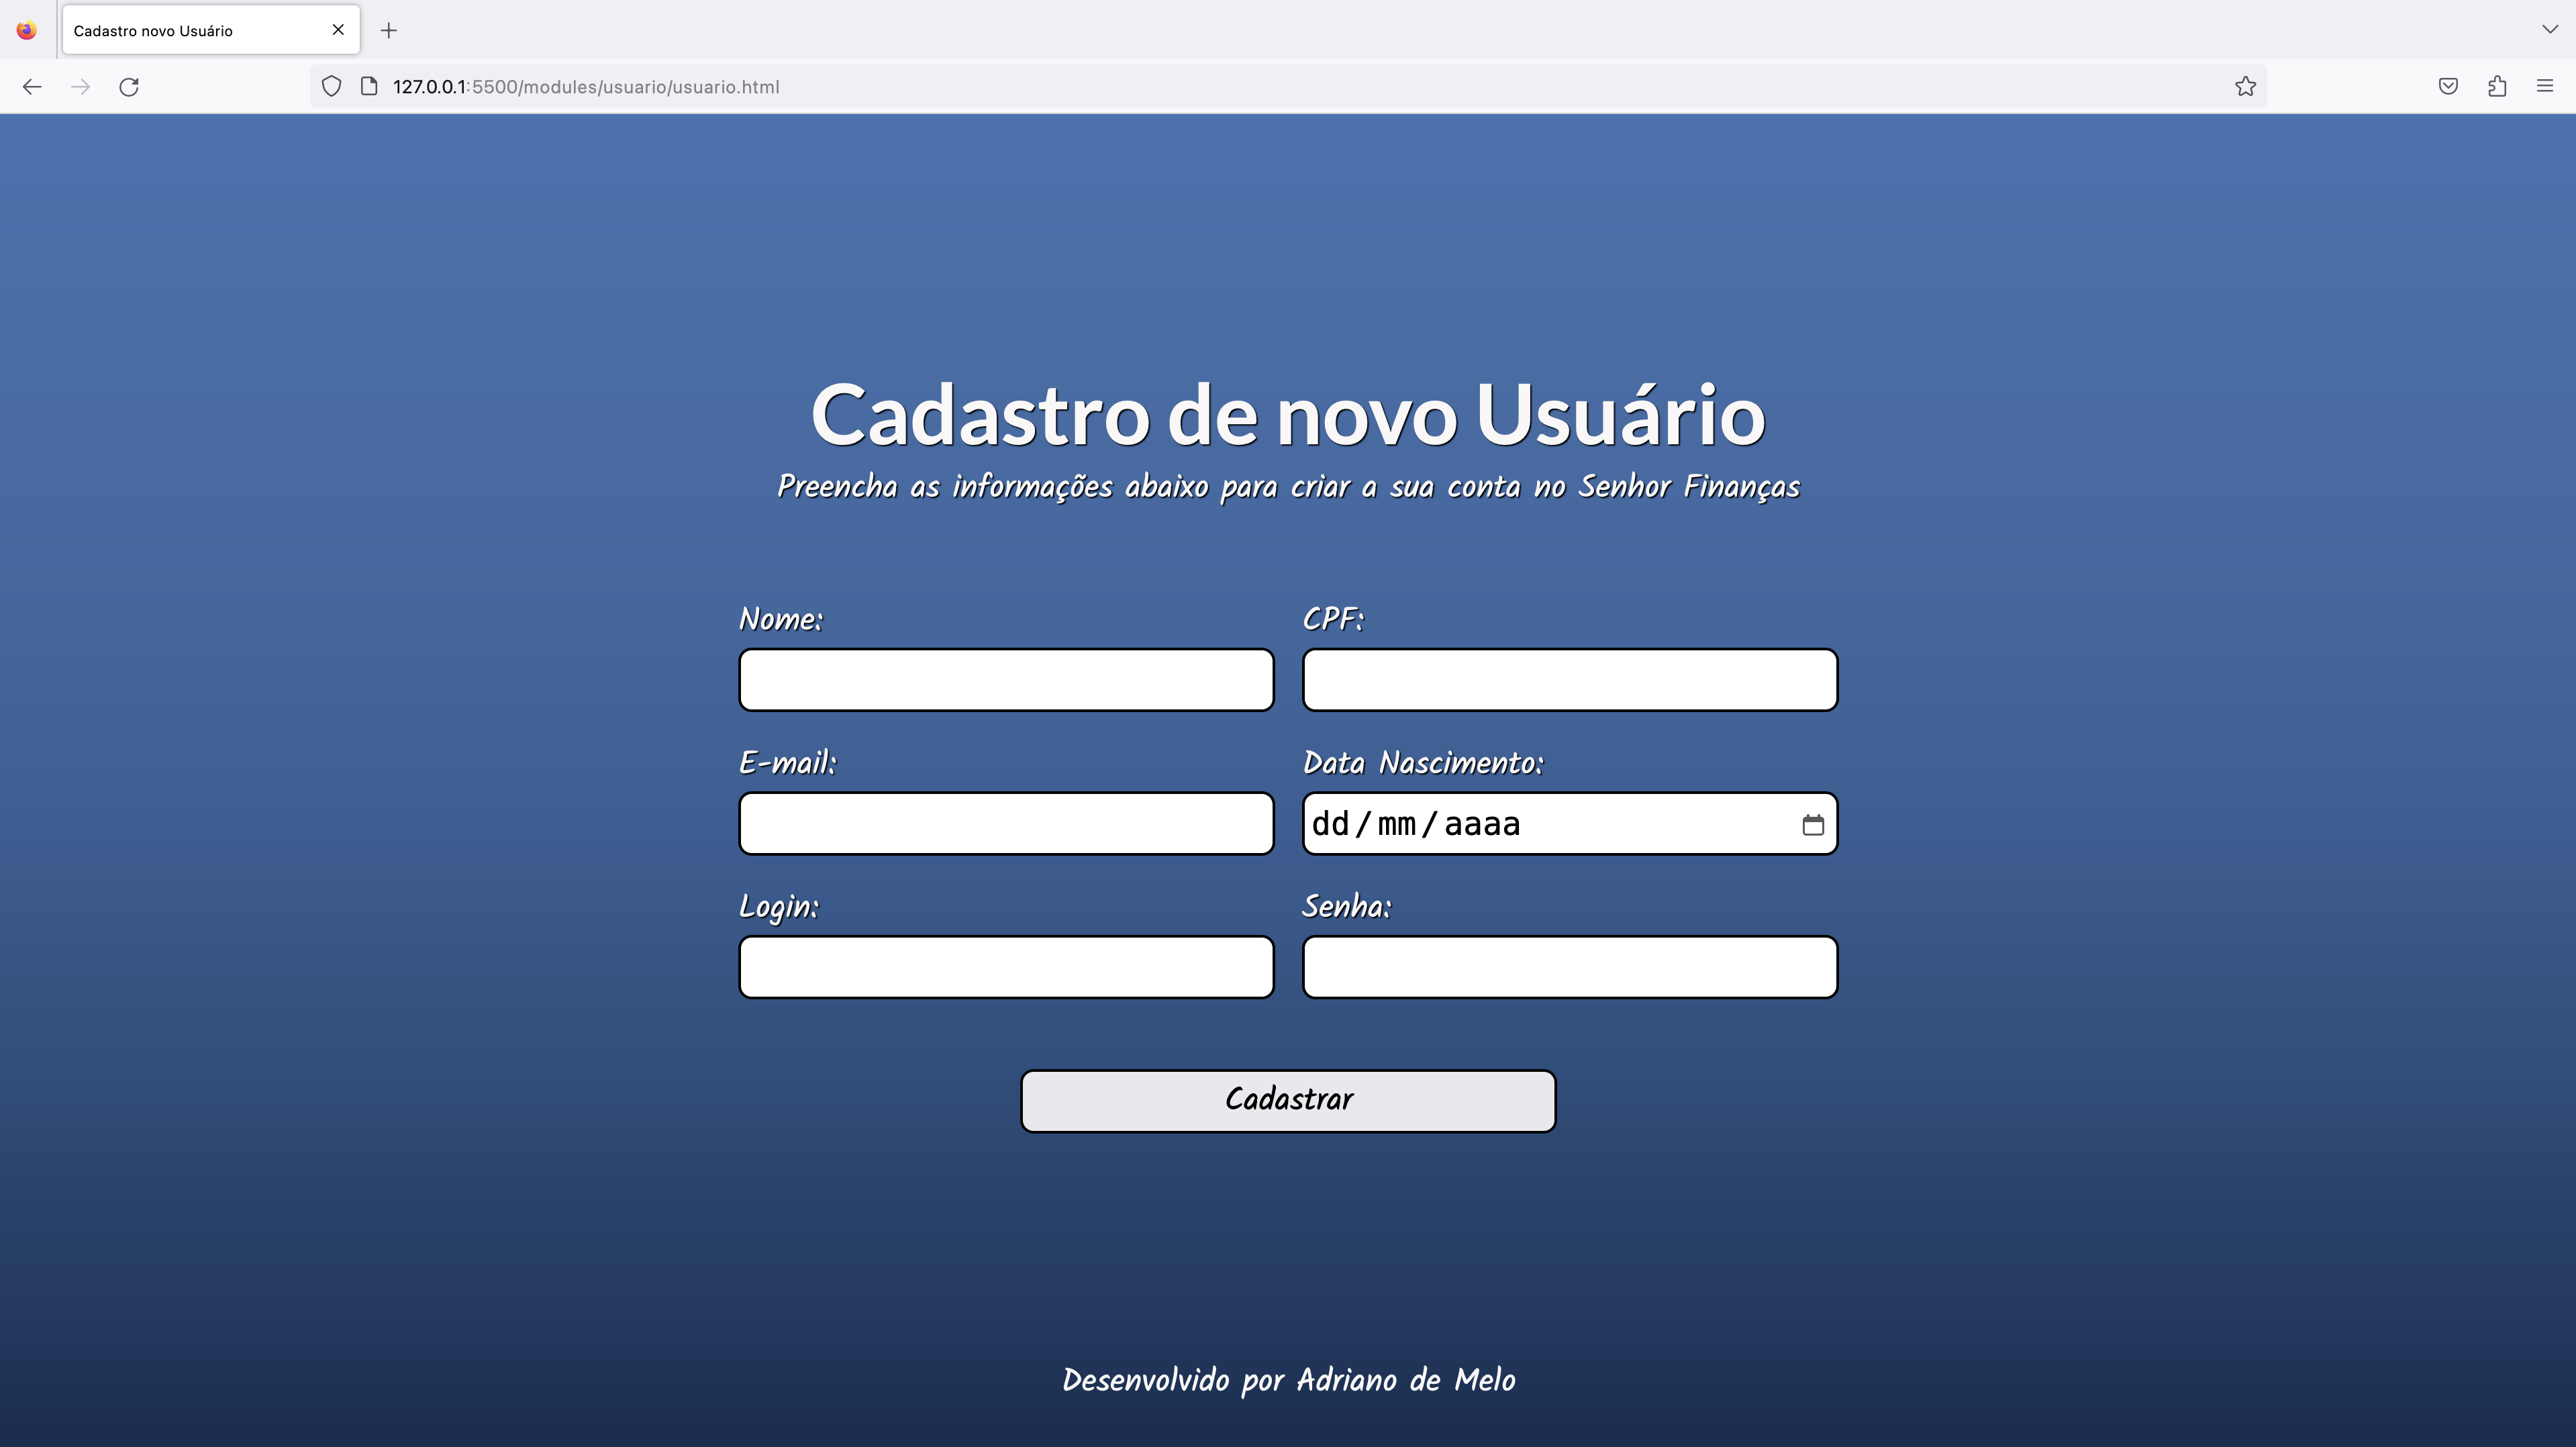 Cadastro novo Usuário
127.0.0.1:5500/modules/usuario/usuario.html
Cadastro de novo Usuário
Preencha as informações abaixo para criar a sua conta no Senhor Finanças
Nome: CPF:
E-mail: Data Nascimento:
dd/mm/aaaa
Login: Senha:
Cadastrar
Desenvolvido por Adriano de Melo